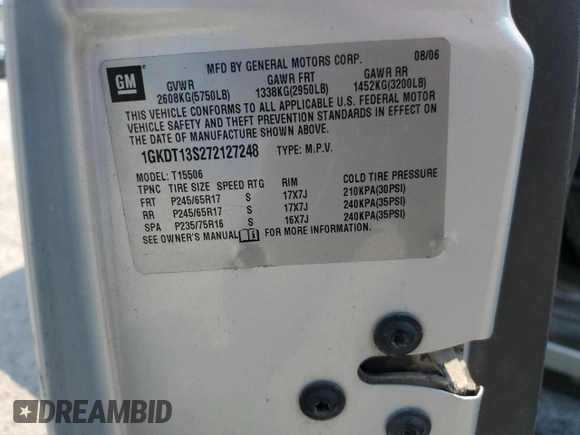 GM
MFD BY GENERAL MOTORS CORP. 08/06
GVWR GAWR FRT GAWR RR
2608KG(5750LB) 1338KG(2950LB) 1452KG(3200LB)
THIS VEHICLE CONFORMS TO ALL APPLICABLE U.S. FEDERAL MOTOR
VEHICLE SAFETY AND THEFT PREVENTION STANDARDS IN EFFECT ON
THE DATE OF MANUFACTURE SHOWN ABOVE.
1GKDT13S272127248 TYPE: M.P.V.
MODEL: T15506
TPNC TIRE SIZE SPEED RTG RIM COLD TIRE PRESSURE
FRT P245/65R17 S 17X7J 210KPA(30PSI)
RR P245/65R17 S 17X7J 240KPA(35PSI)
SPA P235/75R16 S 16X7J 240KPA(35PSI)
SEE OWNER'S MANUAL FOR MORE INFORMATION.
DREAMBID